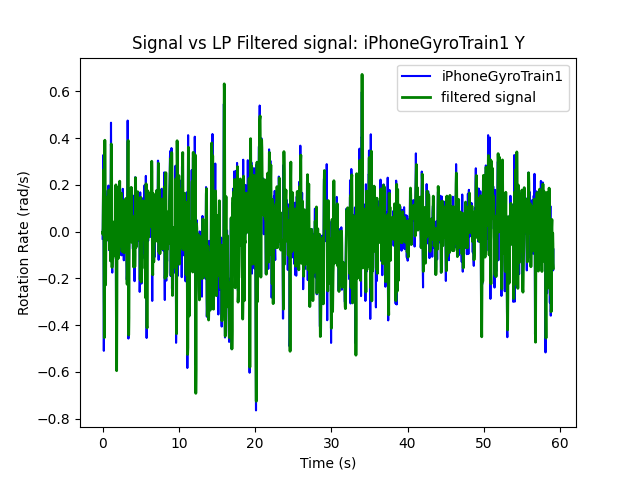 Signal vs LP Filtered signal: iPhoneGyroTrain1 Y
iPhoneGyroTrain1
filtered signal
Rotation Rate (rad/s)
0.6
0.4
0.2
0.0
−0.2
−0.4
−0.6
−0.8
0 10 20 30 40 50 60
Time (s)